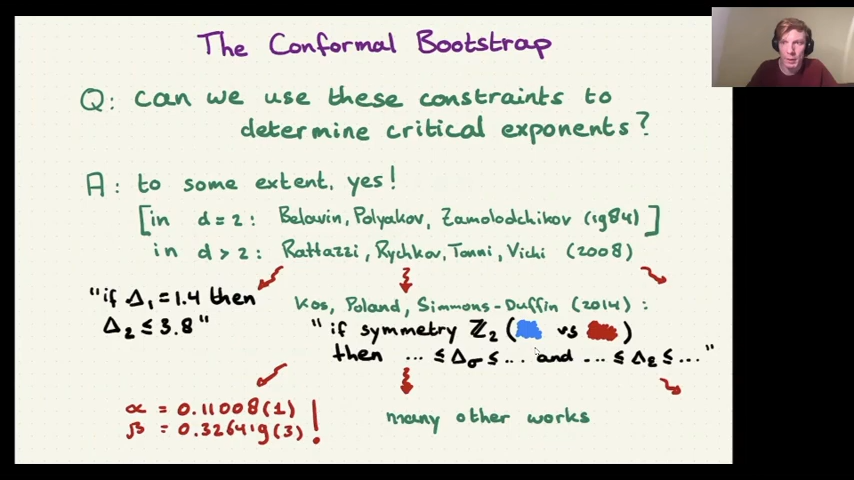 The Conformal Bootstrap
Q: can we use these constraints to
determine critical exponents?
A: to some extent, yes!
[in d=2: Belavin, Polyakov, Zamolodchikov (1984)]
in d>2: Rattazzi, Rychkov, Tonni, Vichi (2008)
"if Δ₁ = 1.4 then
Δ₂ ≤ 3.8"
Kos, Poland, Simmons-Duffin (2014):
"if symmetry ℤ₂ ( vs )
then ... ≤ Δσ ≤ ... and ... ≤ Δε ≤ ..."
α = 0.11008(1)
β = 0.326419(3) !
many other works